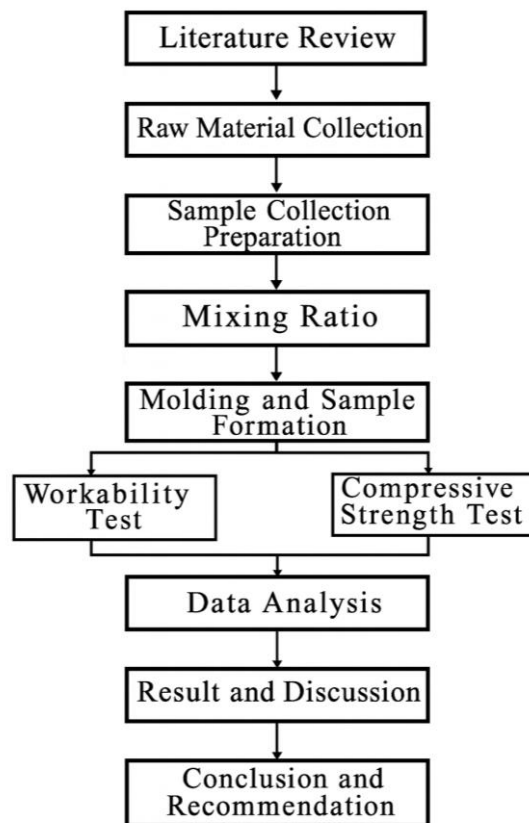 Literature Review
Raw Material Collection
Sample Collection
Preparation
Mixing Ratio
Molding and Sample
Formation
Workability
Test
Compressive
Strength Test
Data Analysis
Result and Discussion
Conclusion and
Recommendation